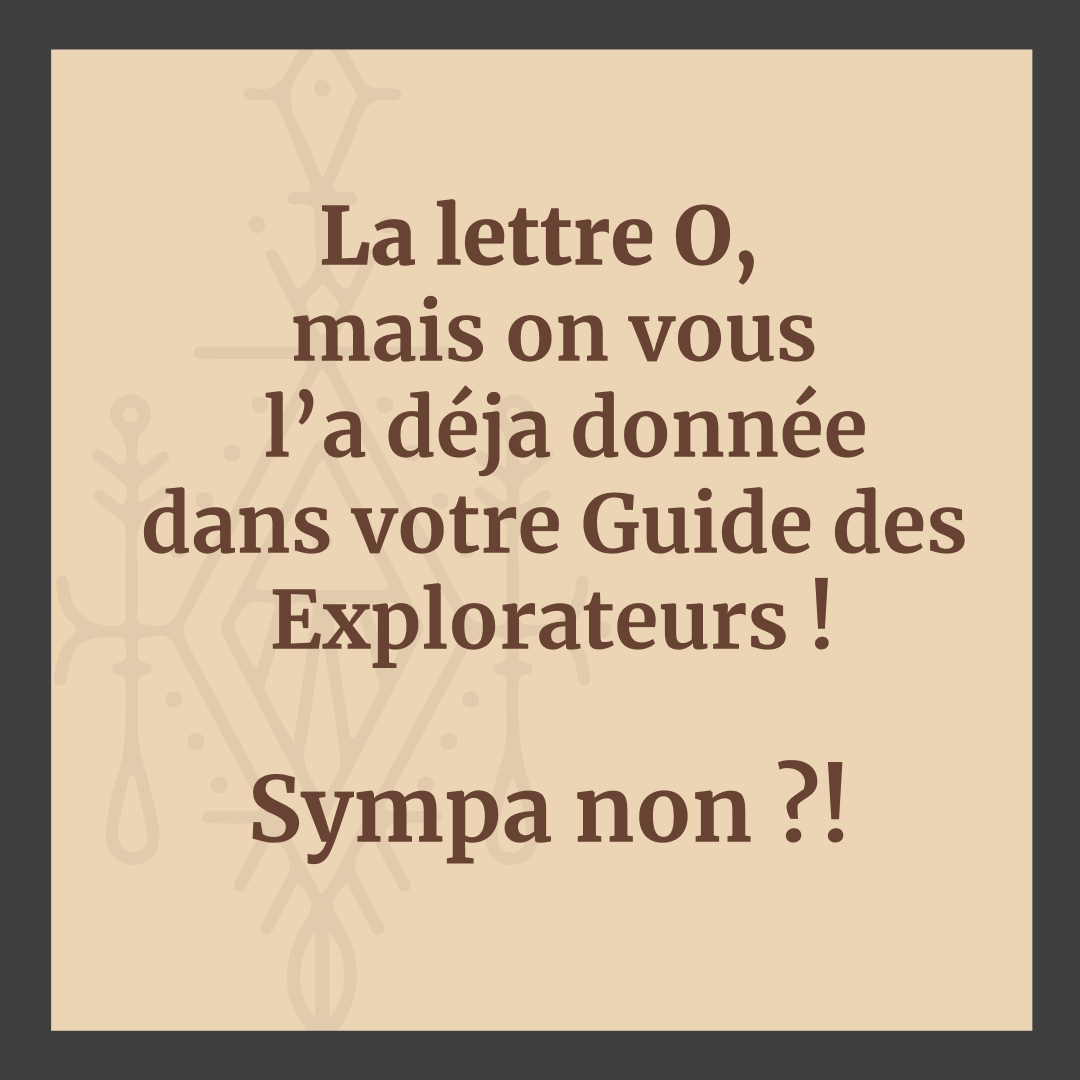 La lettre O,
mais on vous
l’a déja donnée
dans votre Guide des
Explorateurs !
Sympa non ?!